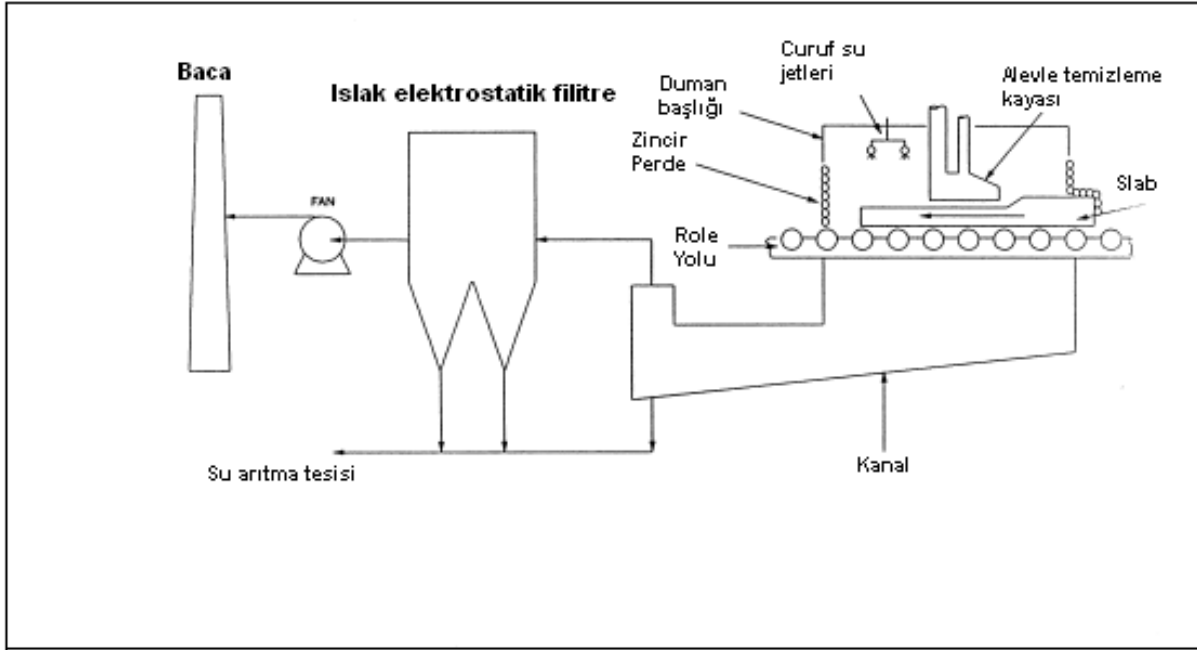 Baca
Islak elektrostatik filitre
FAN
Su arıtma tesisi
Duman
başlığı
Zincir
Perde
Curuf su
jetleri
Alevle temizleme
kayası
Slab
Role
Yolu
Kanal